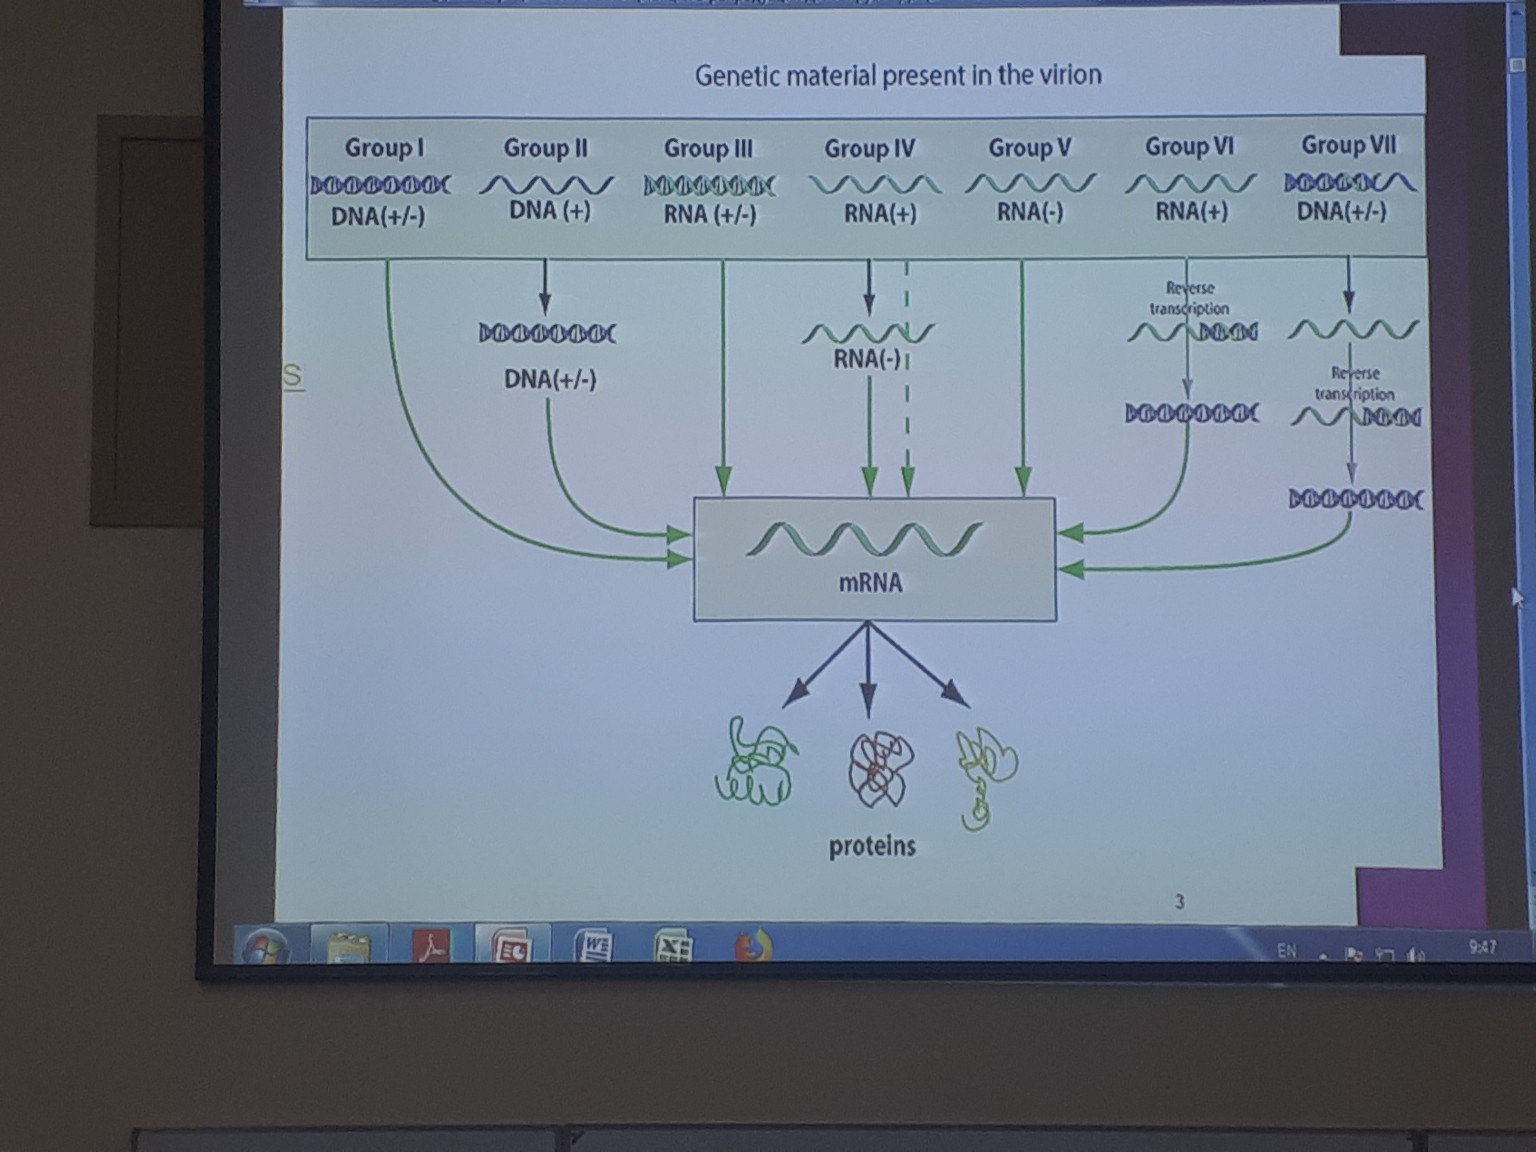 Genetic material present in the virion
Group I
Group II
Group III
Group IV
Group V
Group VI
Group VII
DNA(+/-)
DNA (+)
RNA (+/-)
RNA(+)
RNA(-)
RNA(+)
DNA(+/-)
Reverse
transcription
S
DNA(+/-)
RNA(-)
Reverse
transcription
mRNA
proteins
3
EN
9:47